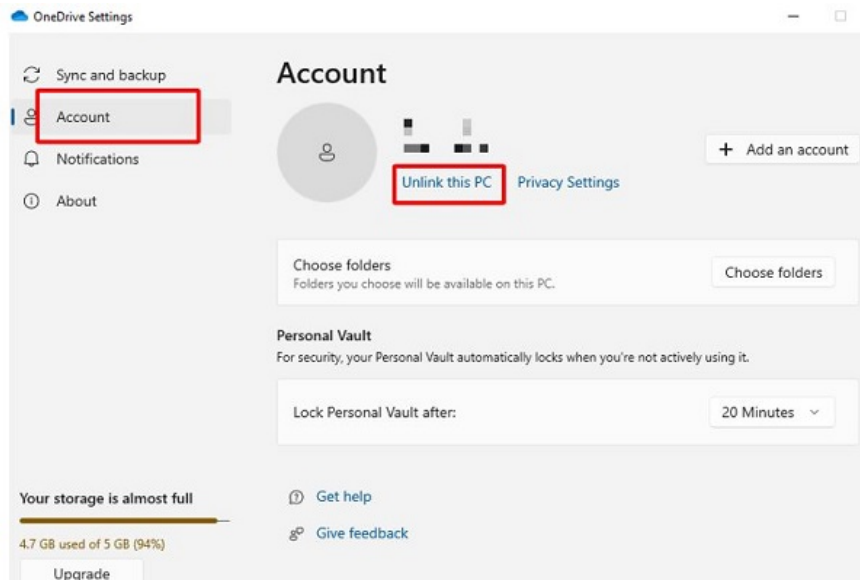 OneDrive Settings
Sync and backup
Account
Notifications
About
Your storage is almost full
4.7 GB used of 5 GB (94%)
Upgrade
Account
Unlink this PC
Privacy Settings
+ Add an account
Choose folders
Folders you choose will be available on this PC.
Choose folders
Personal Vault
For security, your Personal Vault automatically locks when you're not actively using it.
Lock Personal Vault after:
20 Minutes
Get help
Give feedback